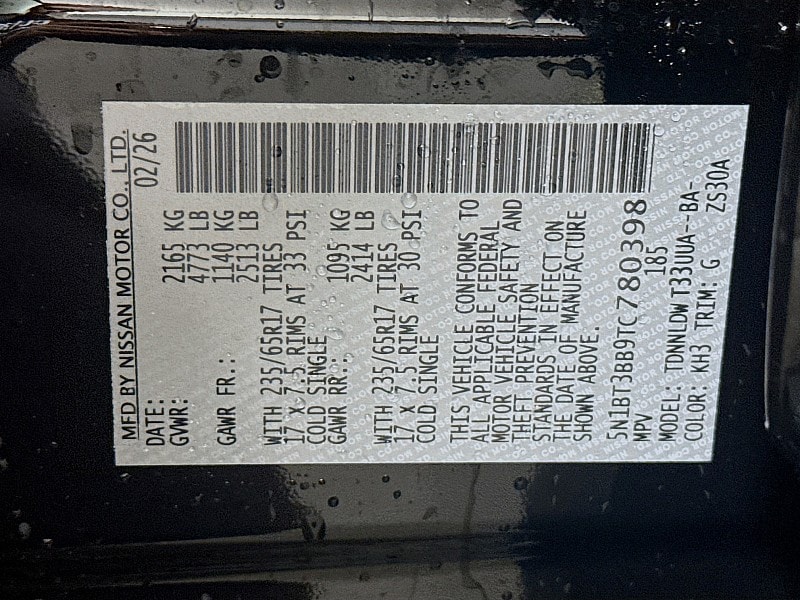 MFD BY NISSAN MOTOR CO., LTD.
DATE: 02/26
GVWR: 2165 KG
4773 LB
GAWR FR.: 1140 KG
2513 LB
WITH 235/65R17 TIRES
17 X 7.5 RIMS AT 33 PSI
COLD SINGLE
GAWR RR.: 1095 KG
2414 LB
WITH 235/65R17 TIRES
17 X 7.5 RIMS AT 30 PSI
COLD SINGLE
THIS VEHICLE CONFORMS TO
ALL APPLICABLE FEDERAL
MOTOR VEHICLE SAFETY AND
THEFT PREVENTION
STANDARDS IN EFFECT ON
THE DATE OF MANUFACTURE
SHOWN ABOVE.
5N1BT3BB9TC780398
MPV 185
MODEL: TDNNLDW T33UUA--BA-
COLOR: KH3 TRIM: G ZS30A